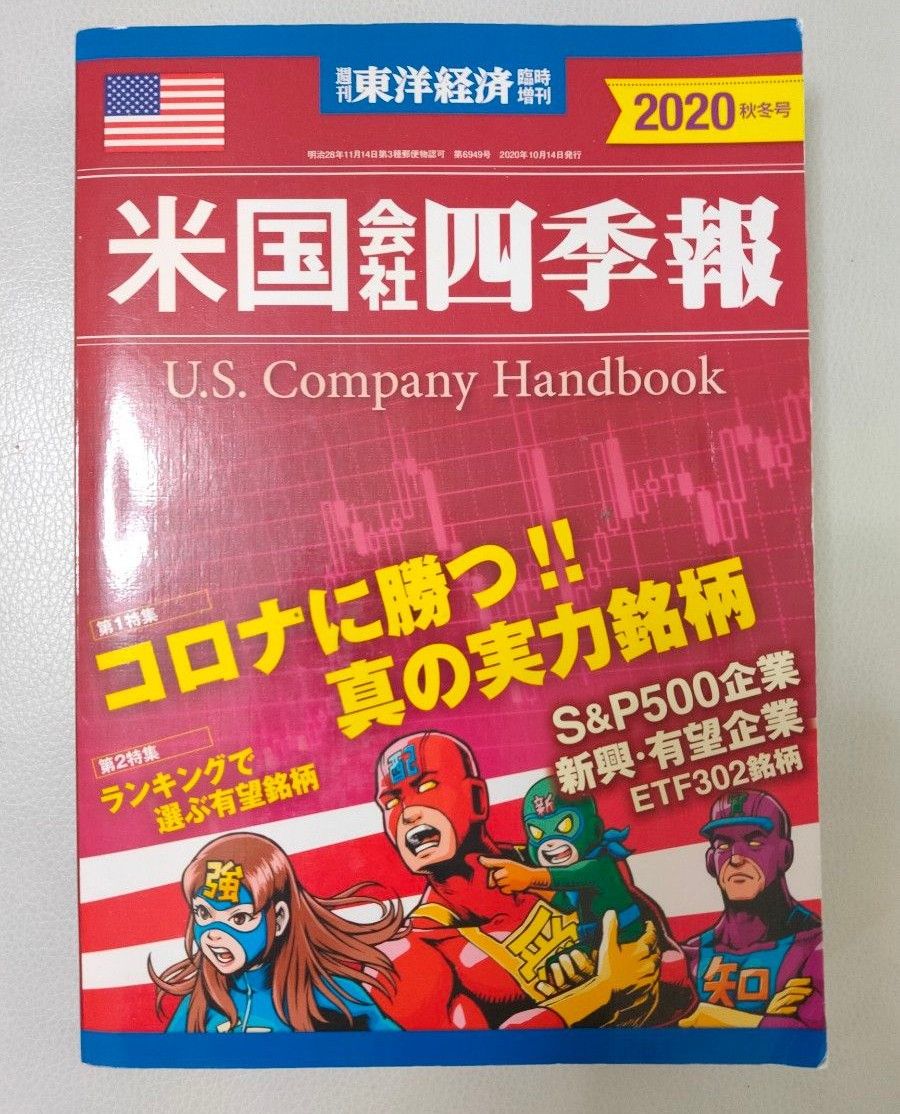 週刊 東洋経済 臨時増刊
2020 秋冬号
明治28年11月14日第3種郵便物認可 第6949号 2020年10月14日発行
米国会社四季報
U.S. Company Handbook
第1特集
コロナに勝つ!!
真の実力銘柄
S&P500企業
新興・有望企業
ETF302銘柄
第2特集
ランキングで
選ぶ有望銘柄
配
新
強
知